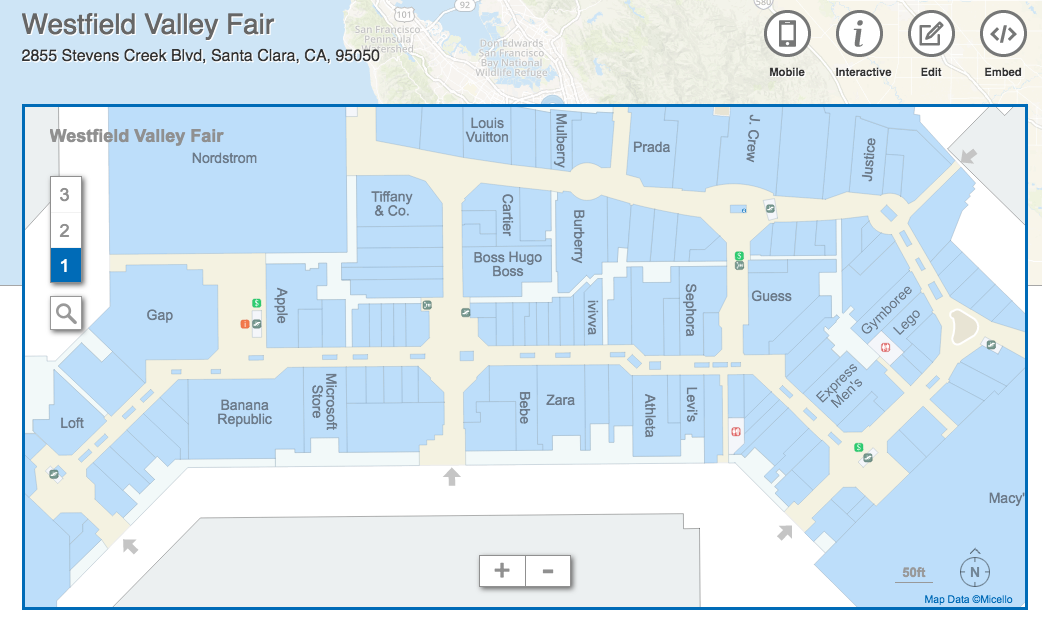 Westfield Valley Fair
2855 Stevens Creek Blvd, Santa Clara, CA, 95050
101
92
580
San Francisco
Peninsula
Watershed
Don Edwards
San Francisco
Bay National
Wildlife Refuge
Mobile
Interactive
Edit
Embed
Westfield Valley Fair
Nordstrom
Louis
Vuitton
Mulberry
Prada
J. Crew
Justice
3
2
1
Tiffany
& Co.
Cartier
Burberry
Boss Hugo
Boss
Gap
Apple
ivivva
Sephora
Guess
Gymboree
Lego
Express
Men's
Loft
Banana
Republic
Microsoft
Store
Bebe
Zara
Athleta
Levi's
Macy'
+
-
50ft
N
Map Data ©Micello